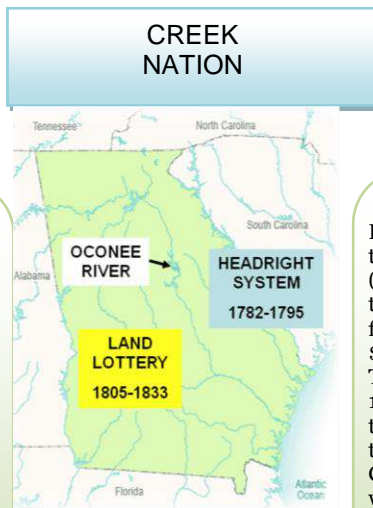 CREEK
NATION
Tennessee
North Carolina
South Carolina
OCONEE
RIVER
HEADRIGHT
SYSTEM
1782-1795
Alabama
LAND
LOTTERY
1805-1833
Florida
Atlantic
Ocean